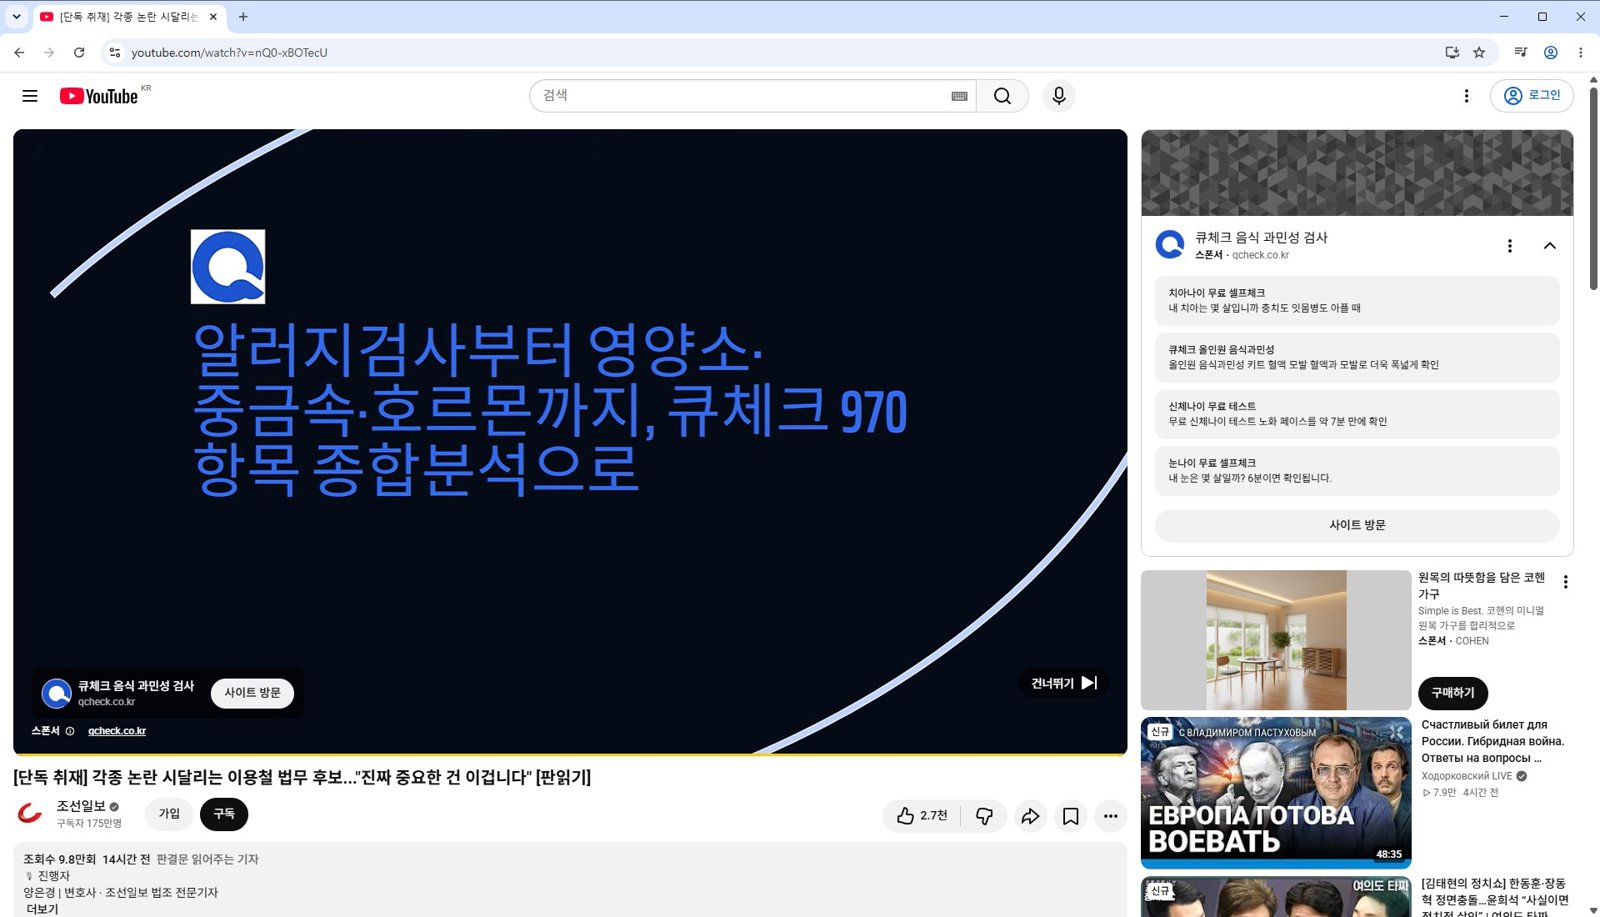 [단독 취재] 각종 논란 시달리는
youtube.com/watch?v=nQ0-xBOTecU
YouTube KR
검색
로그인
알러지검사부터 영양소·
중금속·호르몬까지, 큐체크 970
항목 종합분석으로
큐체크 음식 과민성 검사
qcheck.co.kr
사이트 방문
건너뛰기
스폰서
qcheck.co.kr
[단독 취재] 각종 논란 시달리는 이용철 법무 후보..."진짜 중요한 건 이겁니다" [판읽기]
조선일보
구독자 175만명
가입
구독
2.7천
조회수 9.8만회 14시간 전 판결문 읽어주는 기자
🎙 진행자
양은경 | 변호사 · 조선일보 법조 전문기자
더보기
큐체크 음식 과민성 검사
스폰서 · qcheck.co.kr
치아나이 무료 셀프체크
내 치아는 몇 살입니까 충치도 잇몸병도 아플 때
큐체크 올인원 음식과민성
올인원 음식과민성 키트 혈액 모발 혈액과 모발로 더욱 폭넓게 확인
신체나이 무료 테스트
무료 신체나이 테스트 노화 페이스를 약 7분 만에 확인
눈나이 무료 셀프체크
내 눈은 몇 살일까? 6분이면 확인됩니다.
사이트 방문
원목의 따뜻함을 담은 코헨
가구
Simple is Best. 코헨의 미니멀
원목 가구를 합리적으로
스폰서 · COHEN
구매하기
신규
С ВЛАДИМИРОМ ПАСТУХОВЫМ
ЕВРОПА ГОТОВА
ВОЕВАТЬ
48:35
Счастливый билет для
России. Гибридная война.
Ответы на вопросы ...
Ходорковский LIVE
7.9만 4시간 전
신규
여의도 타짜
[김태현의 정치쇼] 한동훈·장동
혁 정면충돌...윤희석 "사실이면